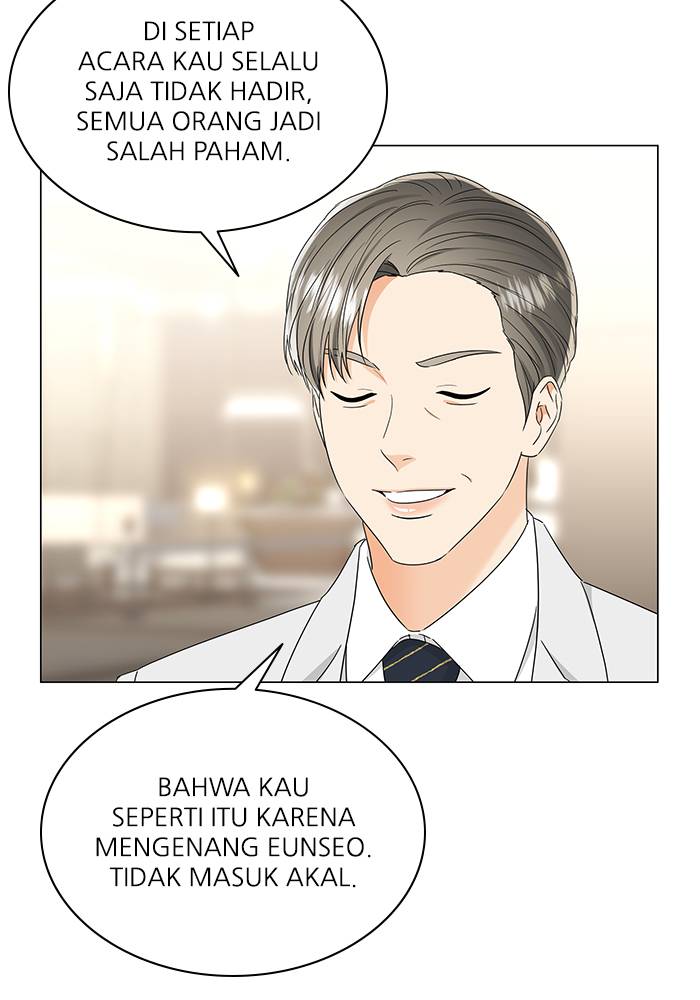 DI SETIAP
ACARA KAU SELALU
SAJA TIDAK HADIR,
SEMUA ORANG JADI
SALAH PAHAM.
BAHWA KAU
SEPERTI ITU KARENA
MENGENANG EUNSEO.
TIDAK MASUK AKAL.